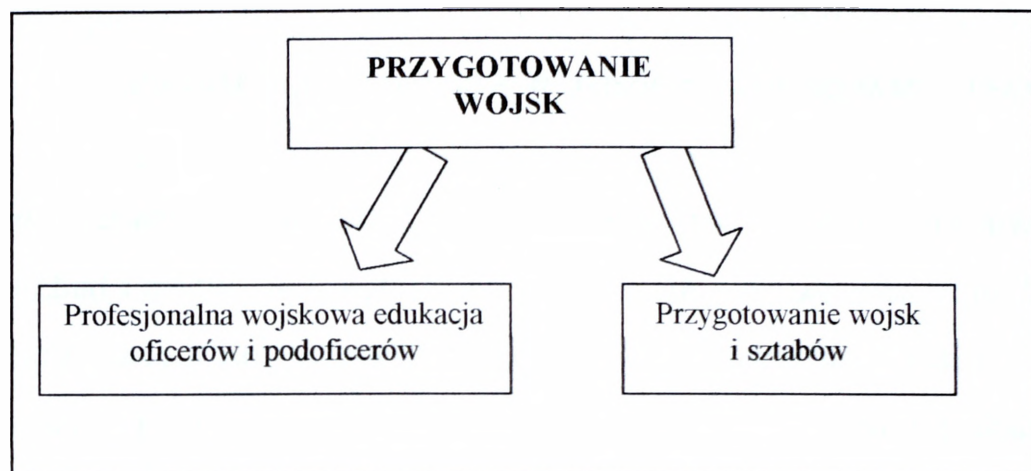 PRZYGOTOWANIE
WOJSK
Profesjonalna wojskowa edukacja
oficerów i podoficerów
Przygotowanie wojsk
i sztabów